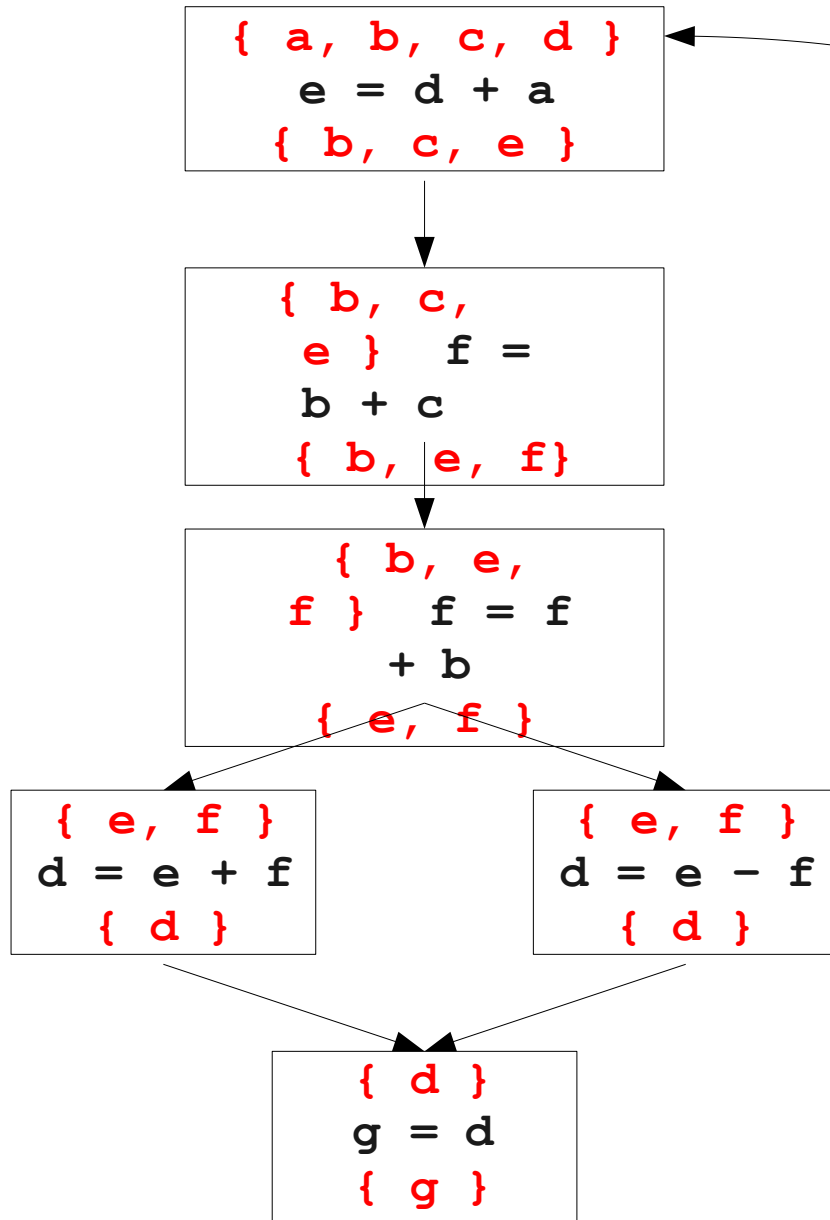 { a, b, c, d }
e = d + a
{ b, c, e }
{ b, c,
e } f =
b + c
{ b, e, f}
{ b, e,
f } f = f
+ b
{ e, f }
{ e, f }
d = e + f
{ d }
{ e, f }
d = e - f
{ d }
{ d }
g = d
{ g }